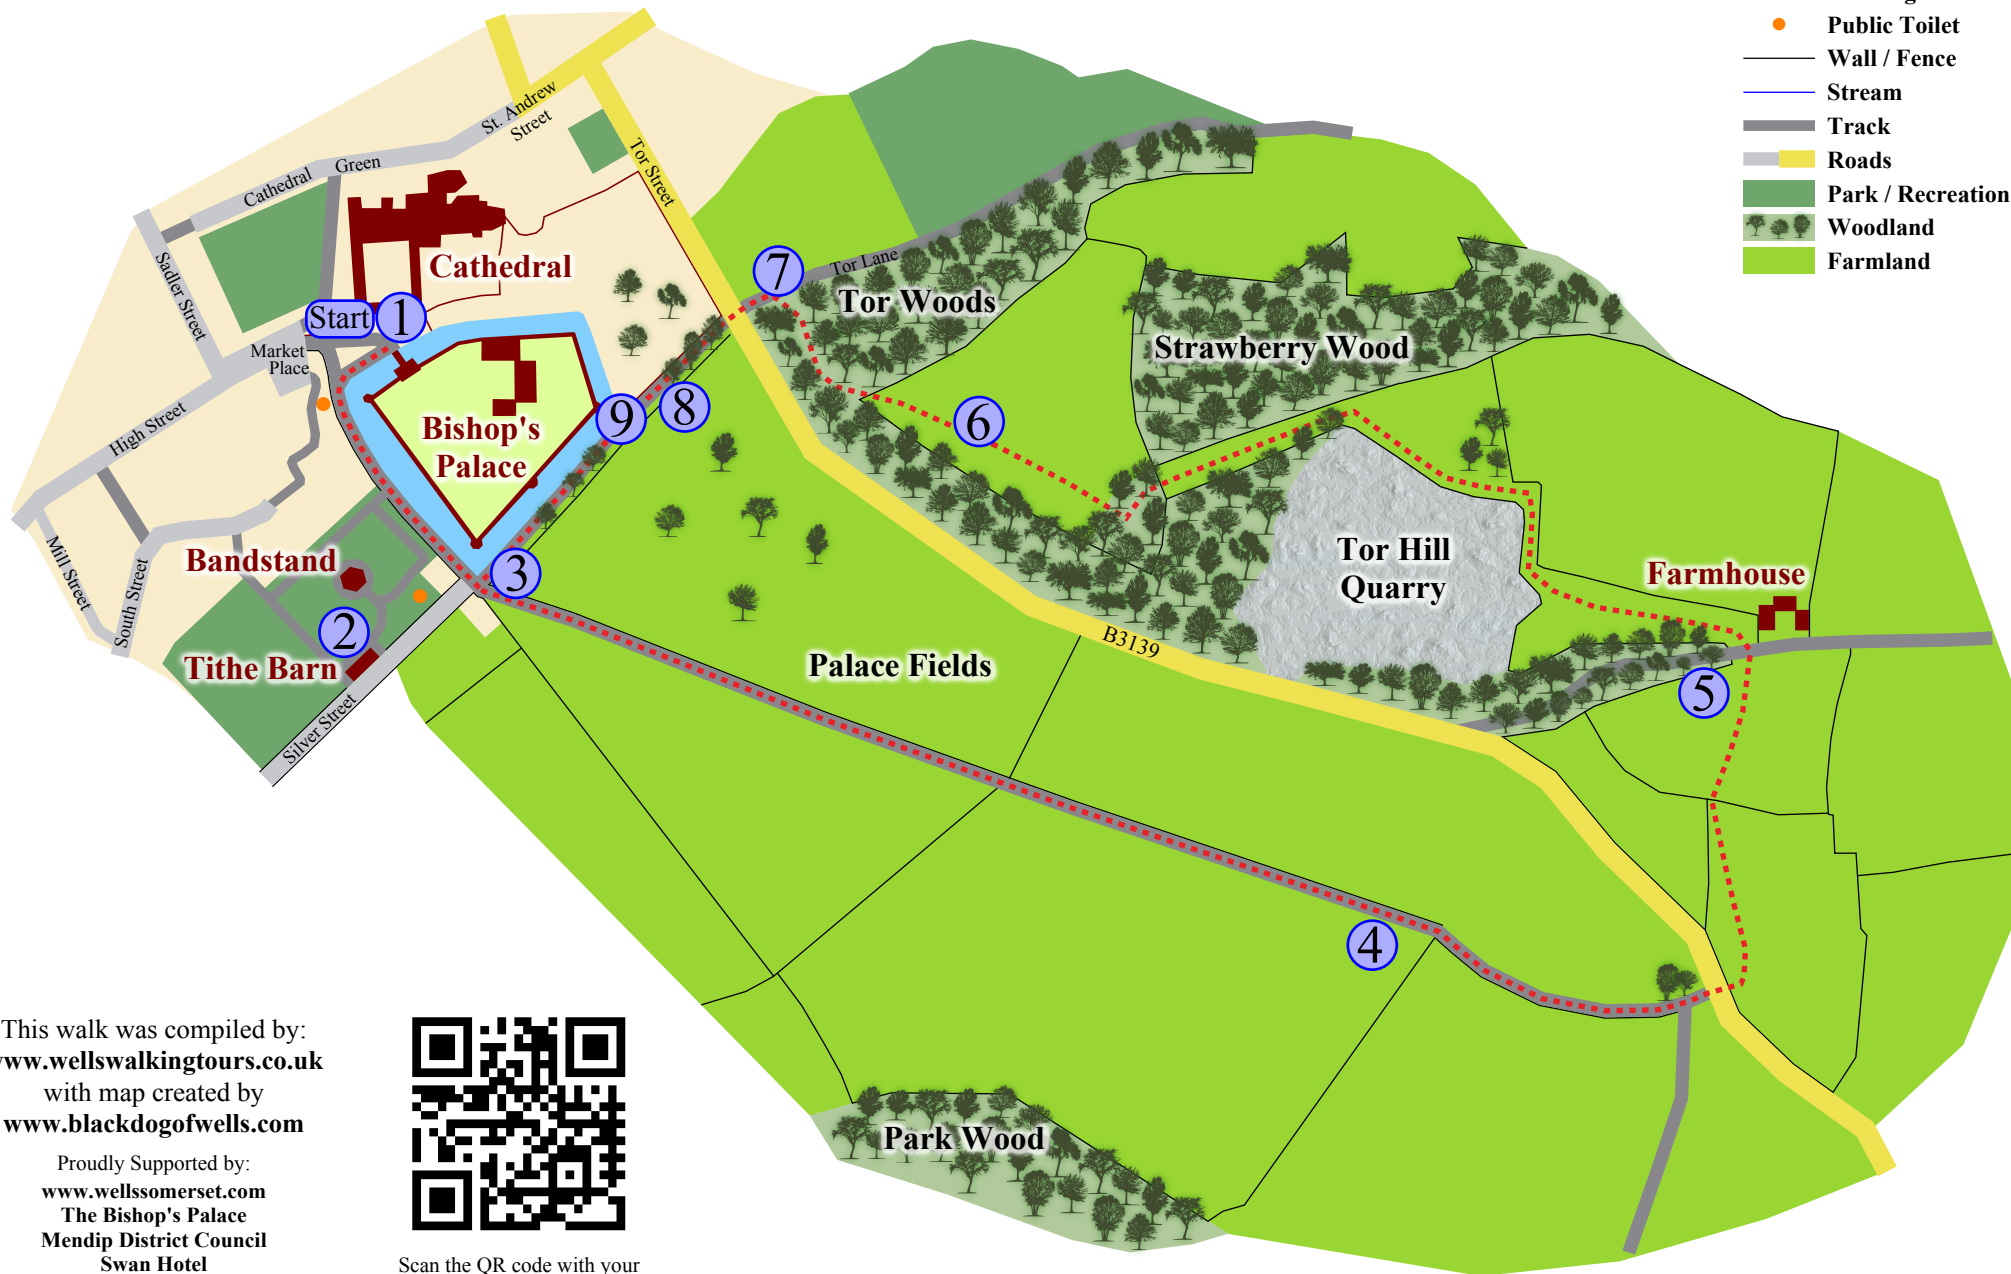 Public Toilet
Wall / Fence
Stream
Track
Roads
Park / Recreation
Woodland
Farmland
St. Andrew
Street
Cathedral Green
Tor Street
Sadler Street
Cathedral
Start
1
Market
Place
High Street
Bishop's
Palace
7
Tor Lane
Tor Woods
Strawberry Wood
9
8
6
Mill Street
South Street
Bandstand
2
Tithe Barn
Silver Street
3
Palace Fields
B3139
Tor Hill
Quarry
Farmhouse
5
4
Park Wood
This walk was compiled by:
www.wellswalkingtours.co.uk
with map created by
www.blackdogofwells.com
Proudly Supported by:
www.wellssomerset.com
The Bishop's Palace
Mendip District Council
Swan Hotel
Scan the QR code with your